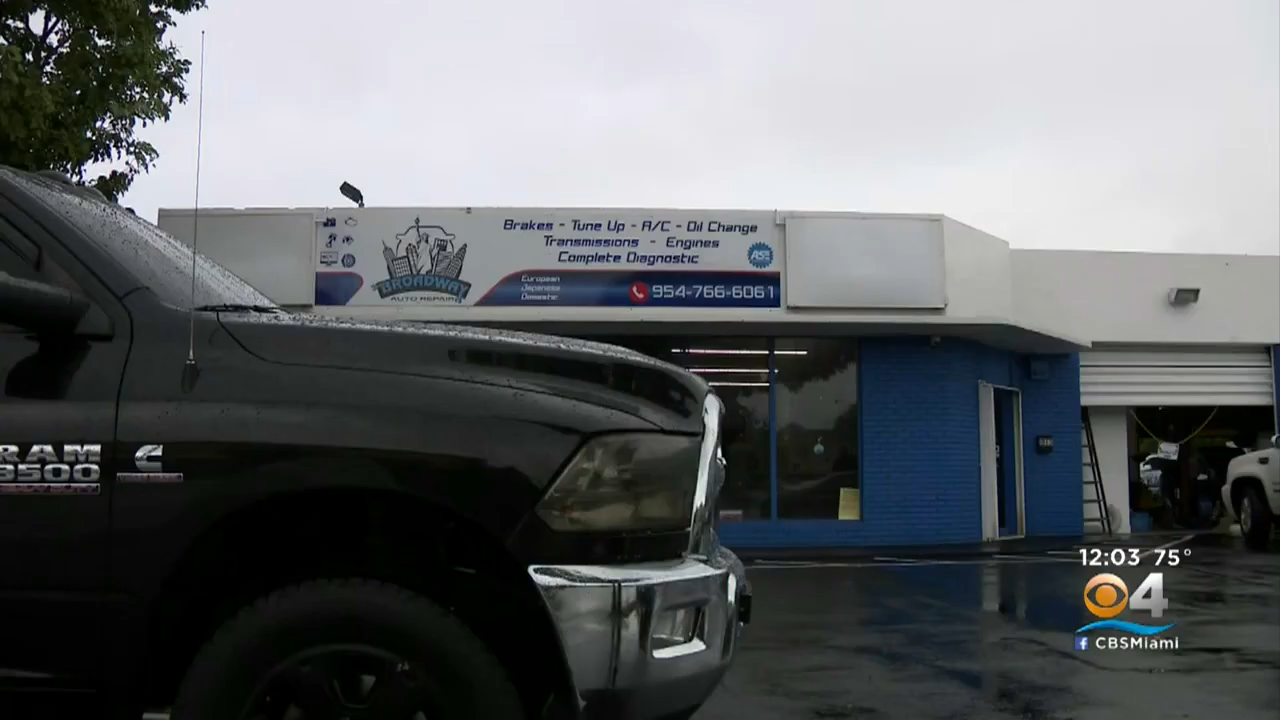 Brakes - Tune Up - A/C - Oil Change
Transmissions - Engines
Complete Diagnostic
ASE
BROADWAY
AUTO REPAIR
European
Japanese
Domestic
954-766-6061
RAM
3500
12:03 75°
4
CBSMiami